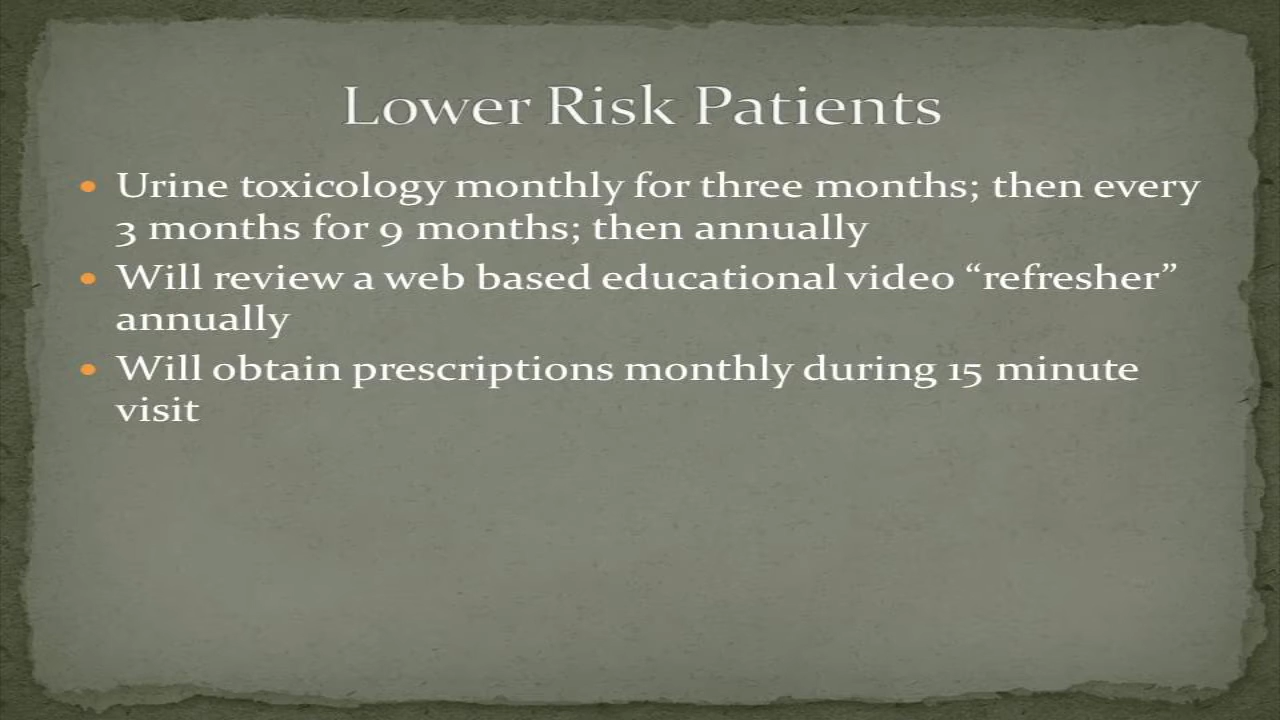 Lower Risk Patients
• Urine toxicology monthly for three months; then every
3 months for 9 months; then annually
• Will review a web based educational video “refresher”
annually
• Will obtain prescriptions monthly during 15 minute
visit